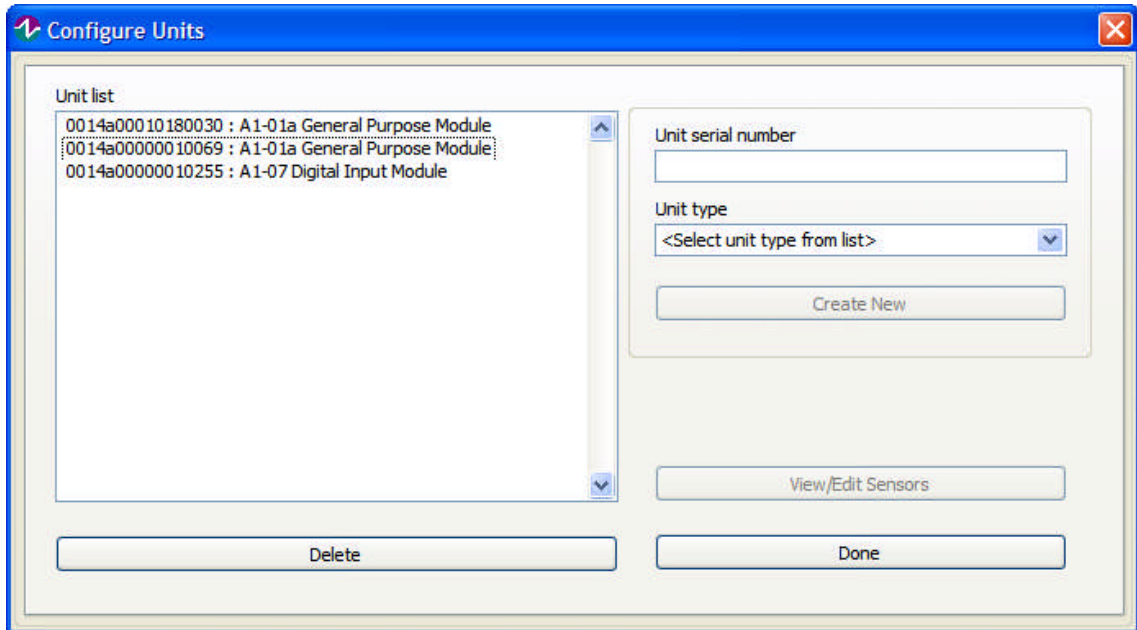 Configure Units
Unit list
0014a00010180030 : A1-01a General Purpose Module
0014a00000010069 : A1-01a General Purpose Module
0014a00000010255 : A1-07 Digital Input Module
Unit serial number
Unit type
<Select unit type from list>
Create New
View/Edit Sensors
Delete
Done